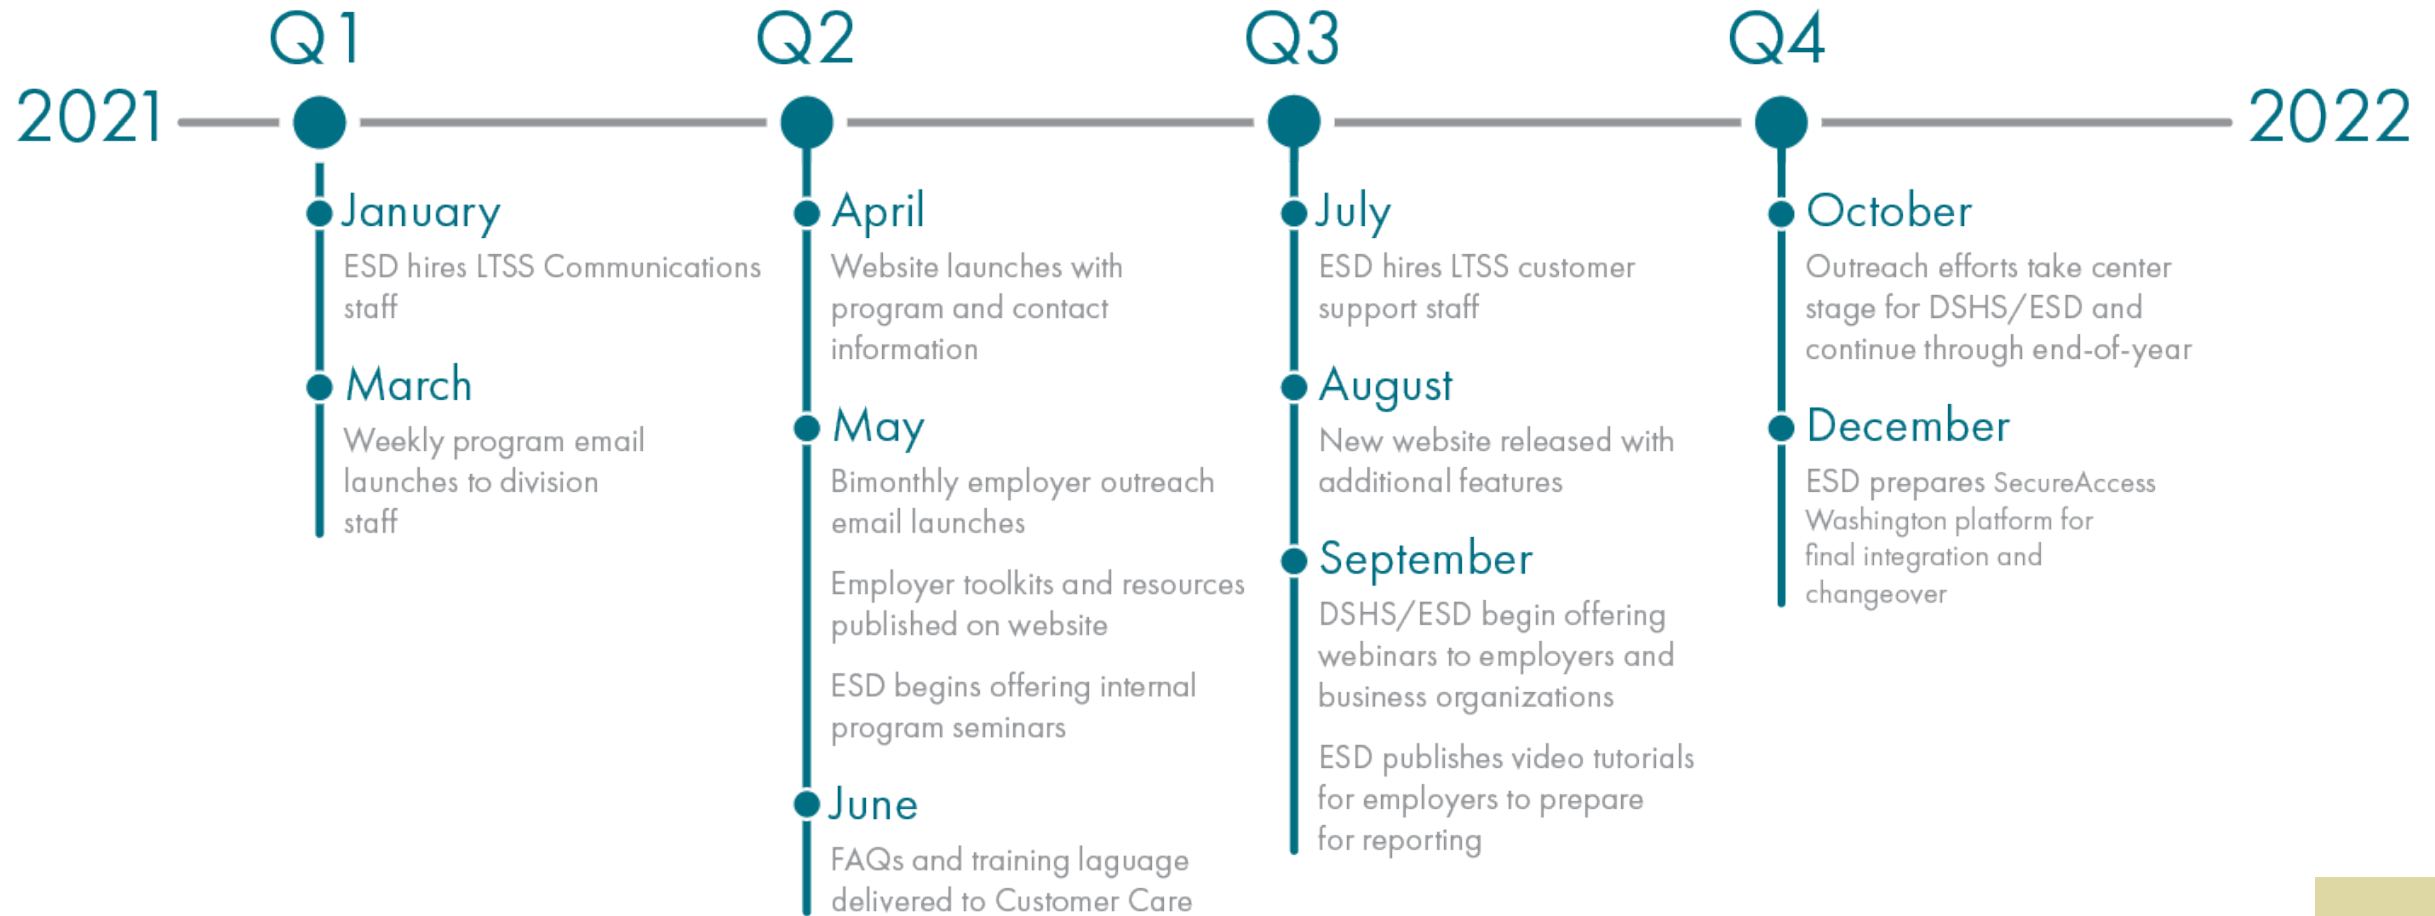 Q1
Q2
Q3
Q4
2021
2022
January
ESD hires LTSS Communications
staff
March
Weekly program email
launches to division
staff
April
Website launches with
program and contact
information
May
Bimonthly employer outreach
email launches
Employer toolkits and resources
published on website
ESD begins offering internal
program seminars
June
FAQs and training laguage
delivered to Customer Care
July
ESD hires LTSS customer
support staff
August
New website released with
additional features
September
DSHS/ESD begin offering
webinars to employers and
business organizations
ESD publishes video tutorials
for employers to prepare
for reporting
October
Outreach efforts take center
stage for DSHS/ESD and
continue through end-of-year
December
ESD prepares SecureAccess
Washington platform for
final integration and
changeover